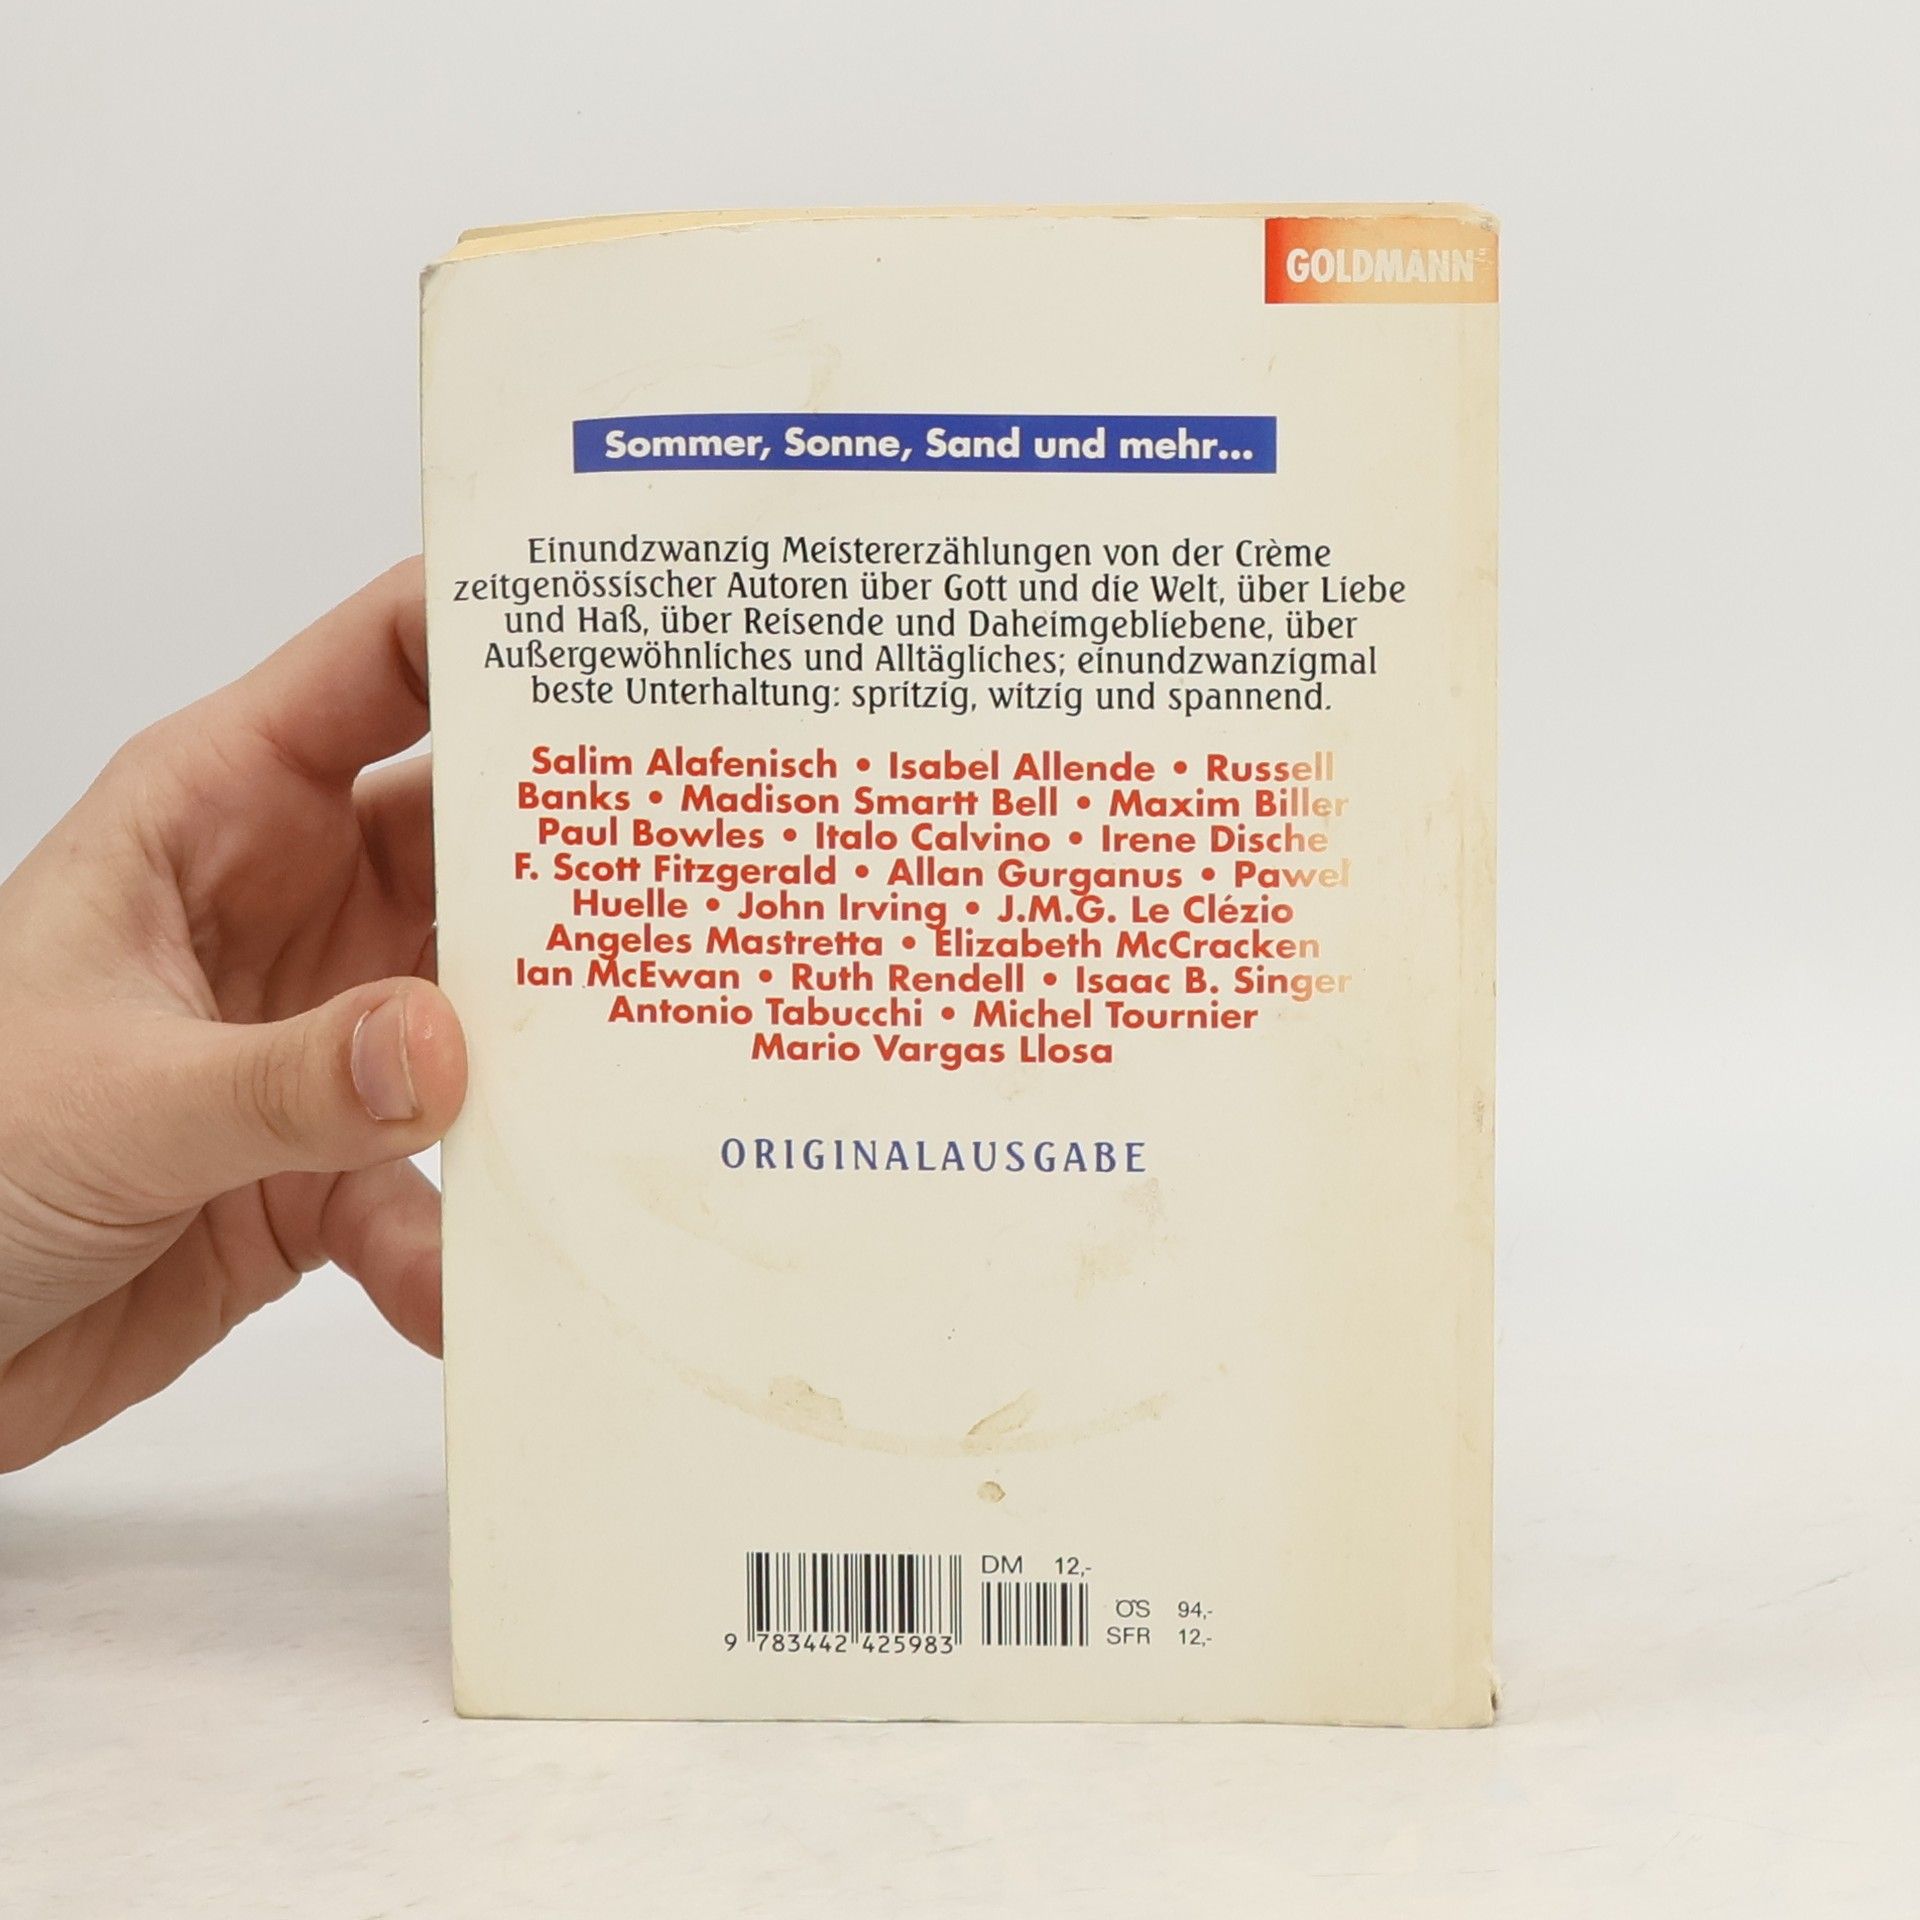 GOLDMANN
Sommer, Sonne, Sand und mehr...
Einundzwanzig Meistererzählungen von der Crème
zeitgenössischer Autoren über Gott und die Welt, über Liebe
und Haß, über Reisende und Daheimgebliebene, über
Außergewöhnliches und Alltägliches; einundzwanzigmal
beste Unterhaltung: spritzig, witzig und spannend.
Salim Alafenisch • Isabel Allende • Russell
Banks • Madison Smartt Bell • Maxim Biller
Paul Bowles • Italo Calvino • Irene Dische
F. Scott Fitzgerald • Allan Gurganus • Pawel
Huelle • John Irving • J.M.G. Le Clézio
Angeles Mastretta • Elizabeth McCracken
Ian McEwan • Ruth Rendell • Isaac B. Singer
Antonio Tabucchi • Michel Tournier
Mario Vargas Llosa
ORIGINALAUSGABE
DM 12,-
ÖS 94,-
SFR 12,-
9 783442 425983